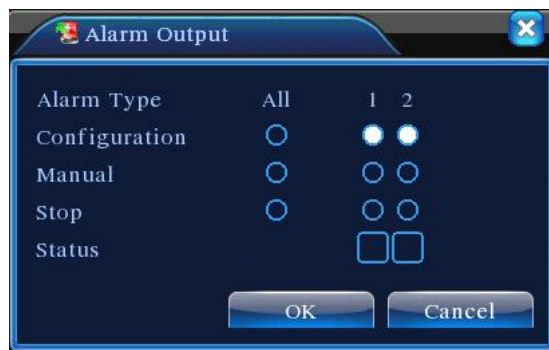 Alarm Output
Alarm Type All 1 2
Configuration
Manual
Stop
Status
OK Cancel